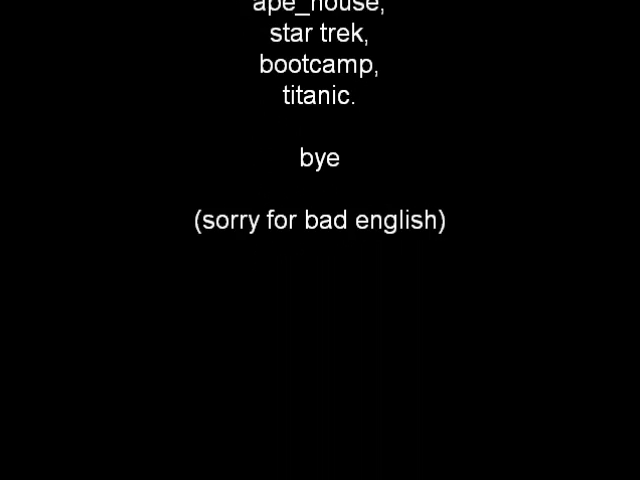 ape_house,
star trek,
bootcamp,
titanic.
bye
(sorry for bad english)